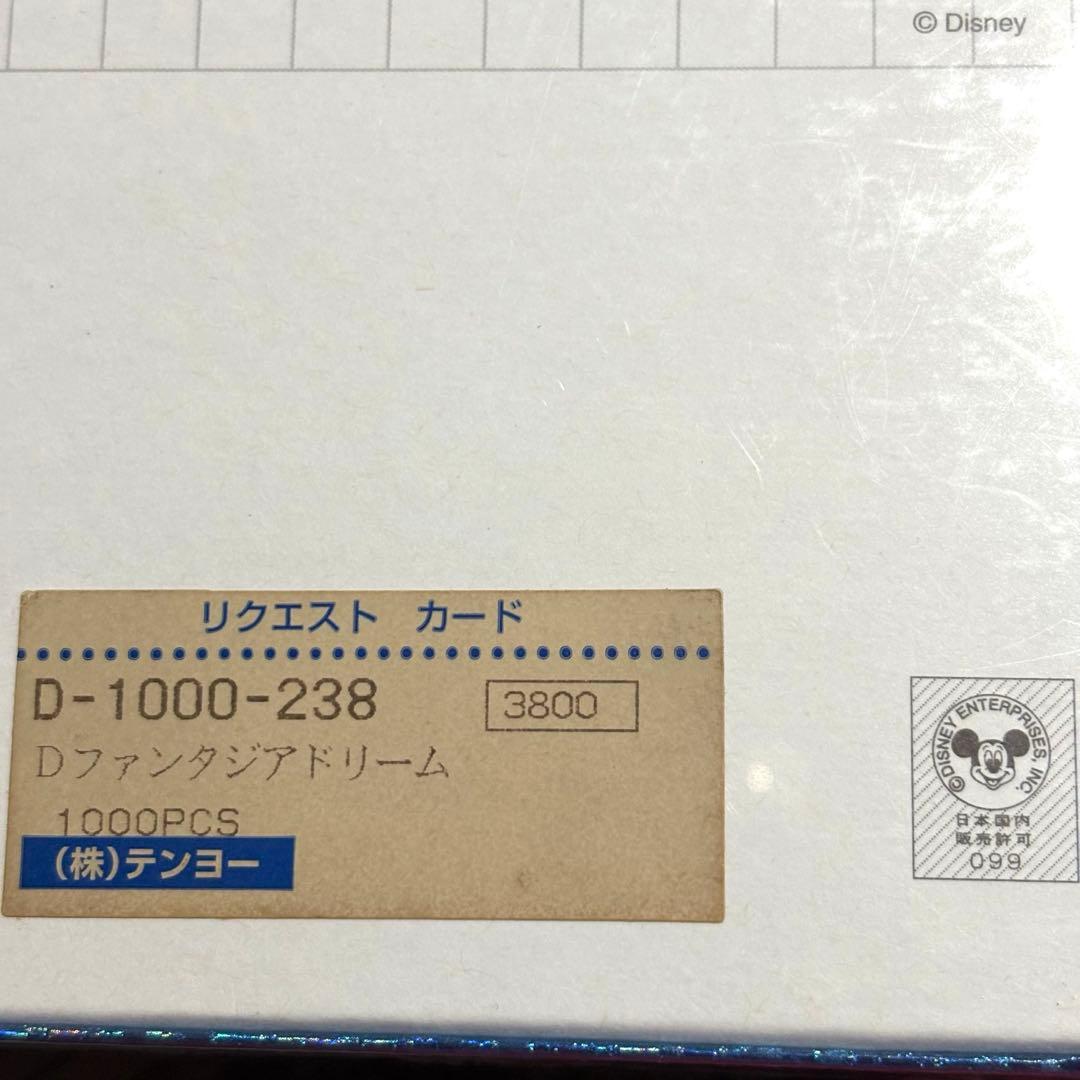 © Disney
リクエスト カード
D-1000-238
3800
Dファンタジアドリーム
1000PCS
(株)テンヨー
©DISNEY ENTERPRISES, INC.
日本国内
販売許可
099